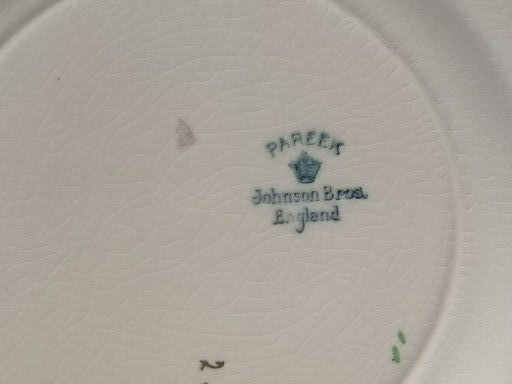 PAREEK
Johnson Bros.
England